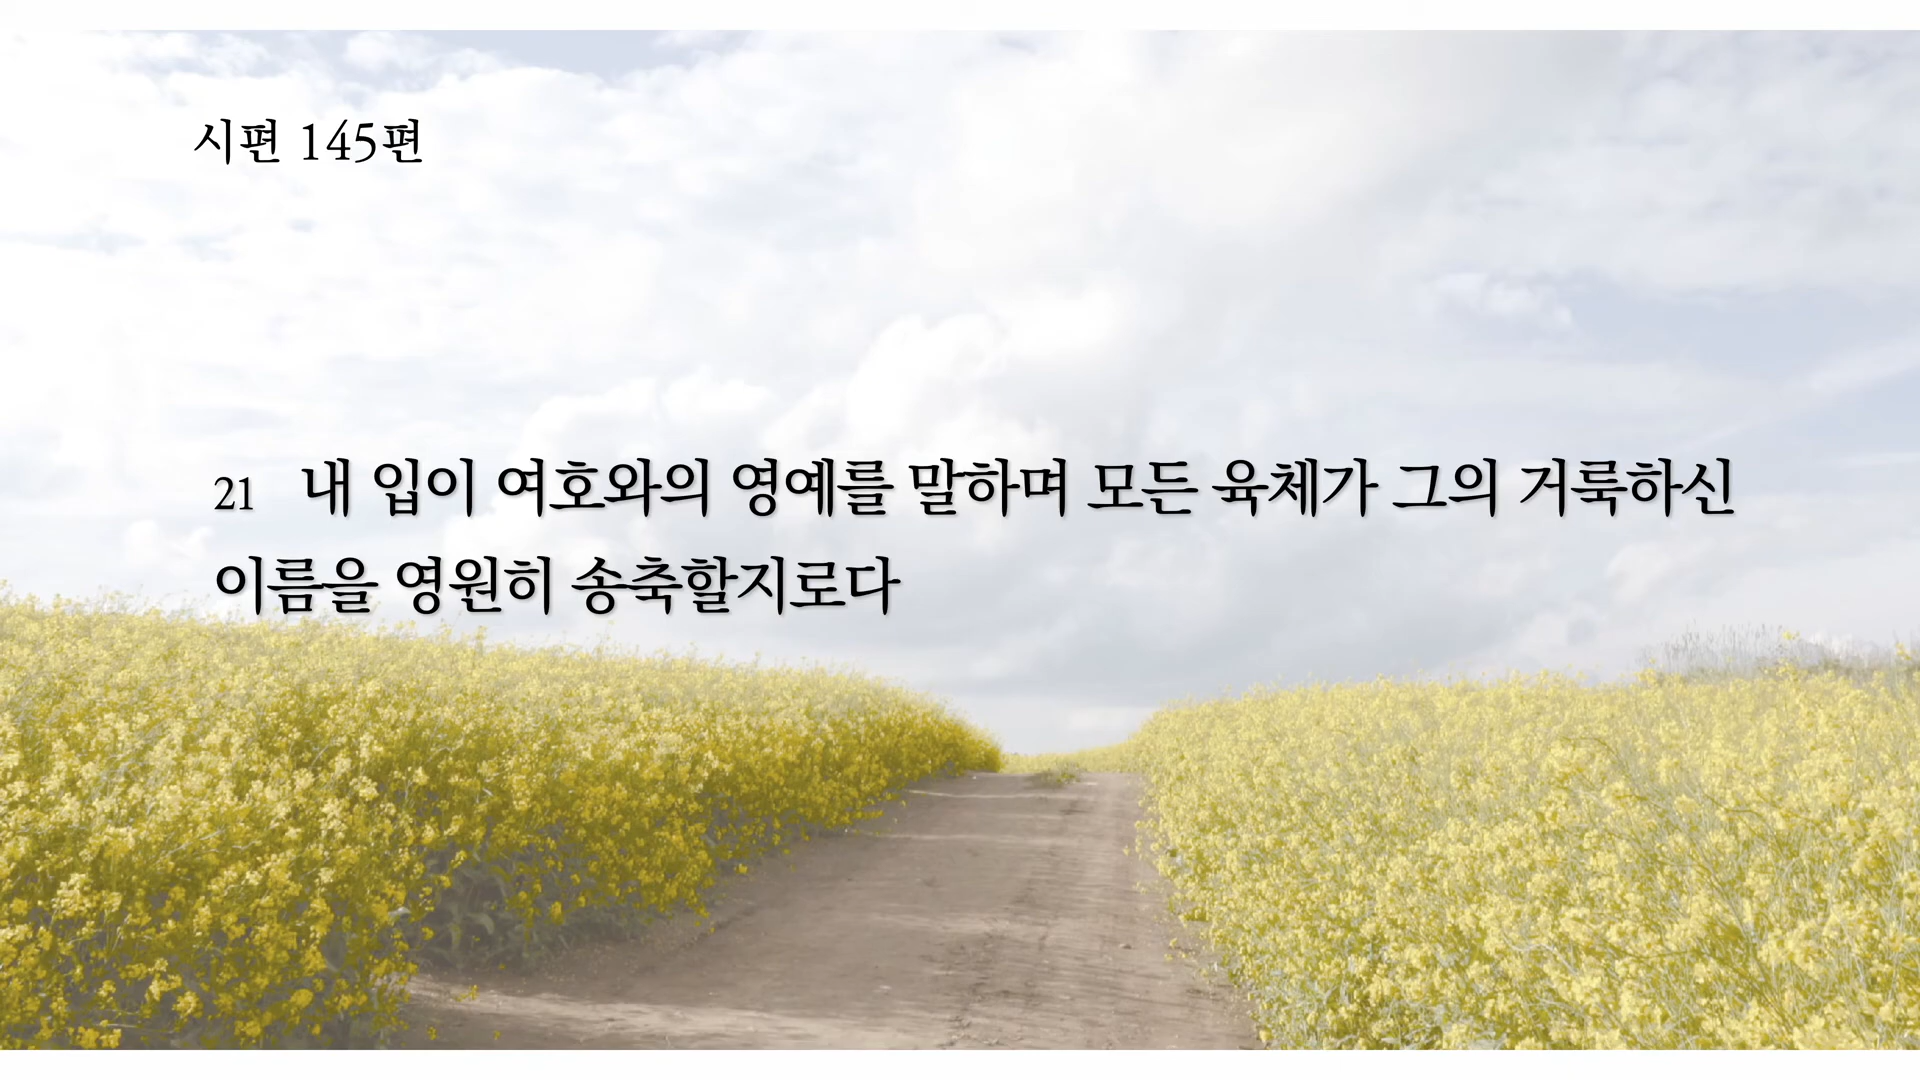 시편 145편
21 내 입이 여호와의 영예를 말하며 모든 육체가 그의 거룩하신
이름을 영원히 송축할지로다